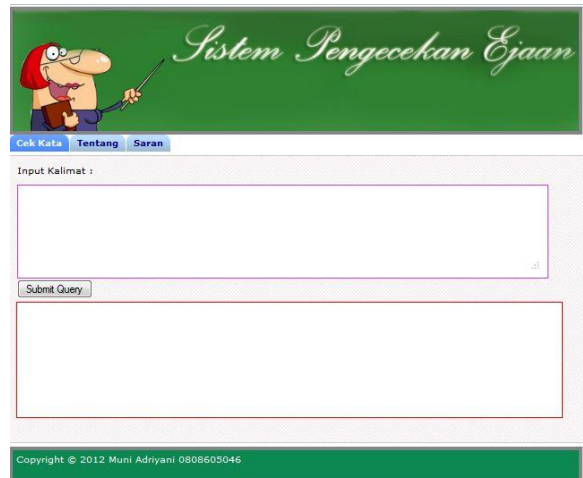 Sistem Pengecekan Ejaan
Cek Kata Tentang Saran
Input Kalimat :
Submit Query
Copyright © 2012 Muni Adriyani 0808605046